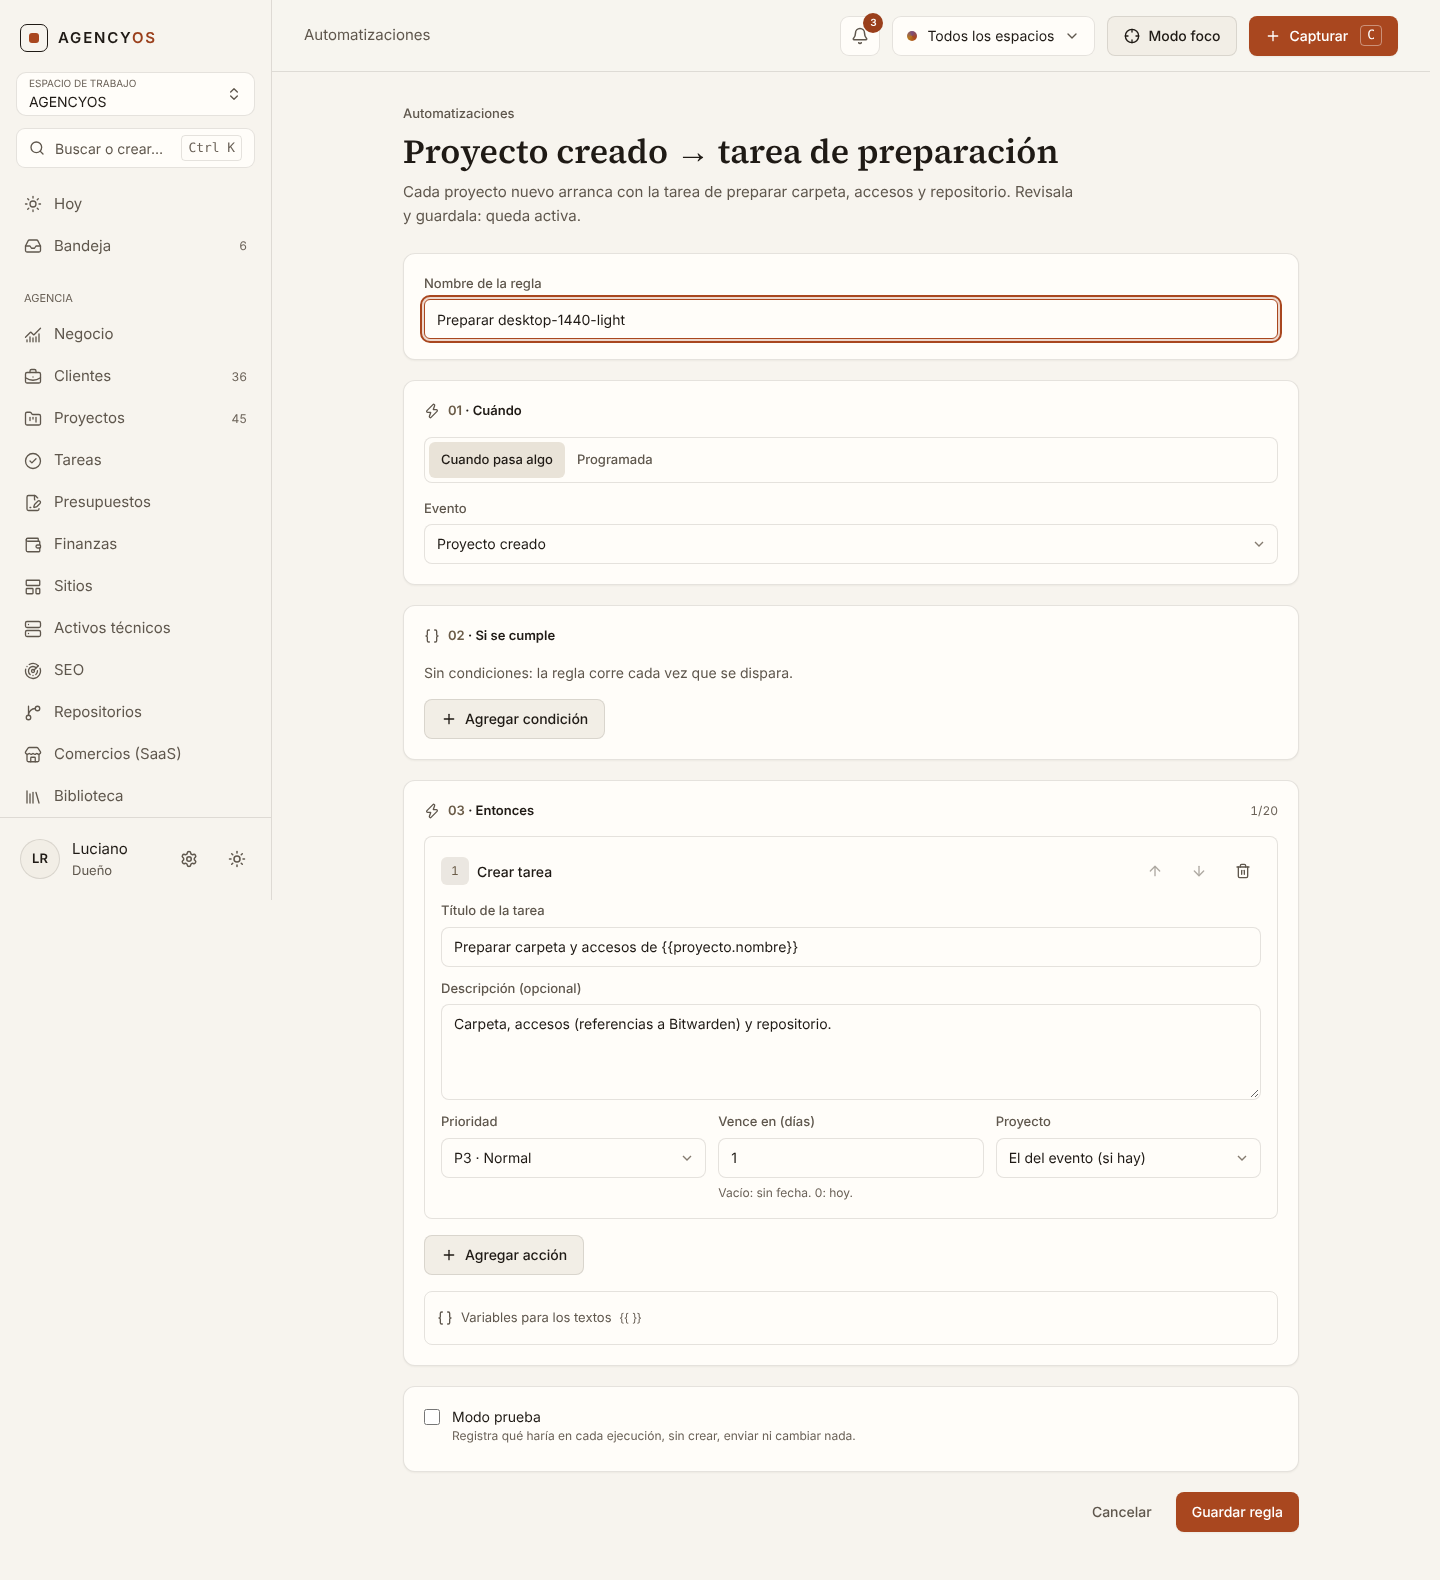 AGENCYOS
ESPACIO DE TRABAJO
AGENCYOS
Buscar o crear... Ctrl K
Hoy
Bandeja 6
AGENCIA
Negocio
Clientes 36
Proyectos 45
Tareas
Presupuestos
Finanzas
Sitios
Activos técnicos
SEO
Repositorios
Comercios (SaaS)
Biblioteca
LR Luciano
Dueño
Automatizaciones
3
Todos los espacios
Modo foco
Capturar C
Automatizaciones
Proyecto creado → tarea de preparación
Cada proyecto nuevo arranca con la tarea de preparar carpeta, accesos y repositorio. Revisala
y guardala: queda activa.
Nombre de la regla
Preparar desktop-1440-light
01 · Cuándo
Cuando pasa algo Programada
Evento
Proyecto creado
02 · Si se cumple
Sin condiciones: la regla corre cada vez que se dispara.
Agregar condición
03 · Entonces 1/20
1 Crear tarea
Título de la tarea
Preparar carpeta y accesos de {{proyecto.nombre}}
Descripción (opcional)
Carpeta, accesos (referencias a Bitwarden) y repositorio.
Prioridad Vence en (días) Proyecto
P3 · Normal 1 El del evento (si hay)
Vacío: sin fecha. 0: hoy.
Agregar acción
{} Variables para los textos {{ }}
Modo prueba
Registra qué haría en cada ejecución, sin crear, enviar ni cambiar nada.
Cancelar Guardar regla